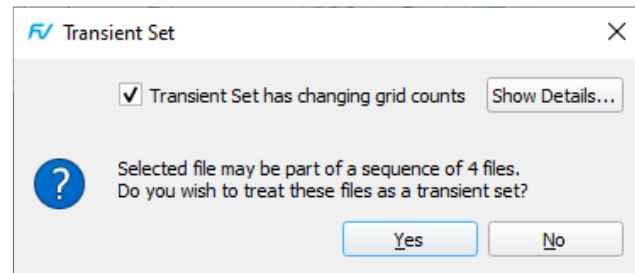 FV Transient Set
Transient Set has changing grid counts Show Details...
Selected file may be part of a sequence of 4 files.
Do you wish to treat these files as a transient set?
Yes No